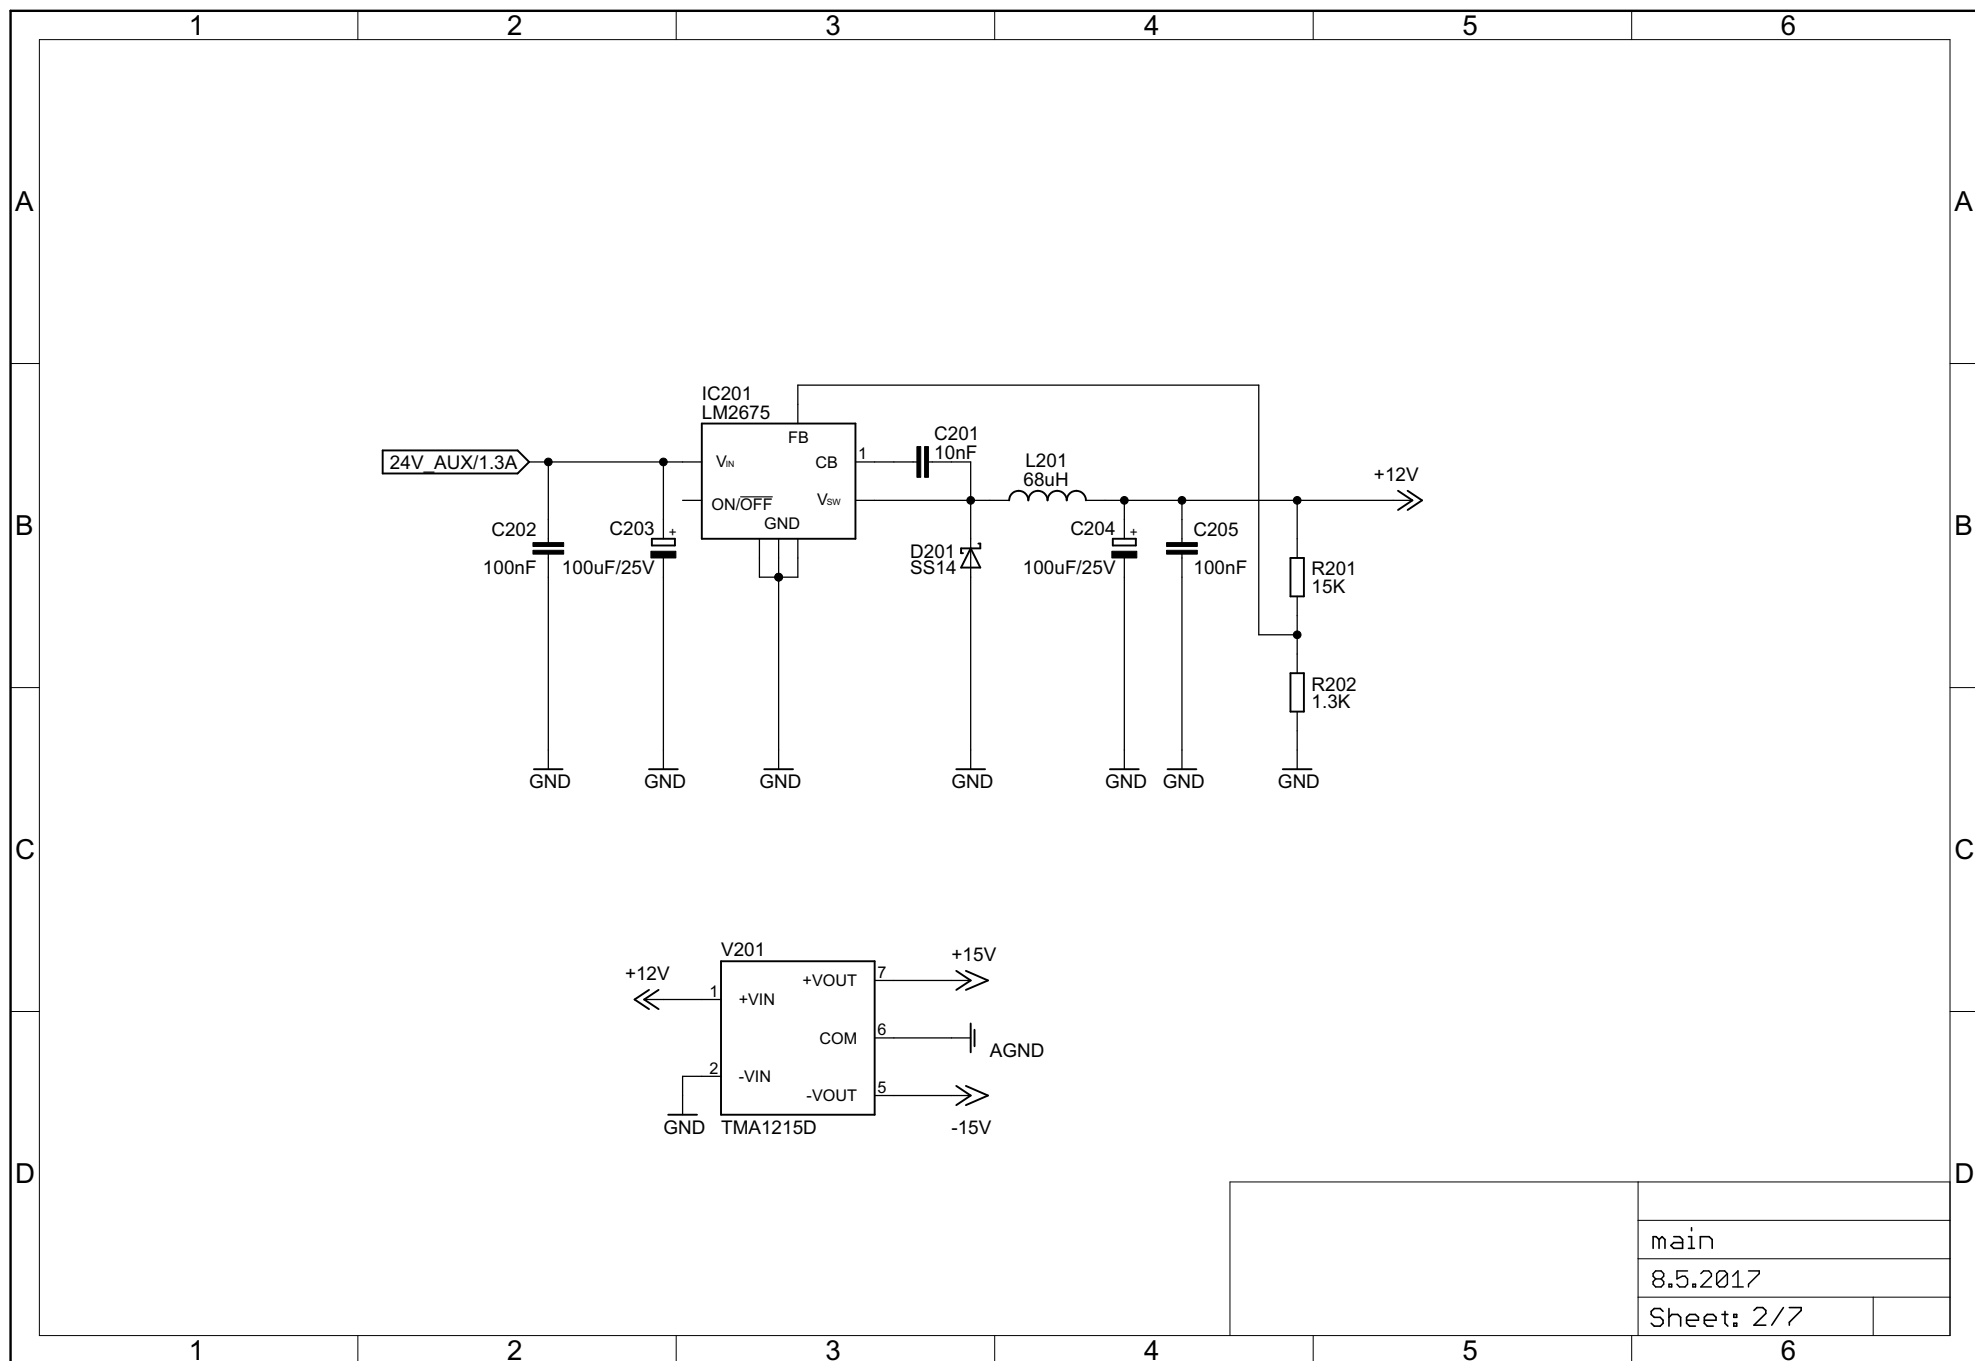 1 2 3 4 5 6
A A
IC201
LM2675
FB
24V_AUX/1.3A
VIN
CB
1
C201
10nF
L201
68uH
+12V
ON/OFF
VSW
GND
B B
C202
100nF
C203
+
100uF/25V
D201
SS14
C204
+
100uF/25V
C205
100nF
R201
15K
R202
1.3K
GND GND GND GND GND GND GND
C C
V201
+12V
1
+VIN
+VOUT
7
+15V
COM
6
AGND
2
-VIN
-VOUT
5
-15V
GND
TMA1215D
D D
main
8.5.2017
Sheet: 2/7
1 2 3 4 5 6